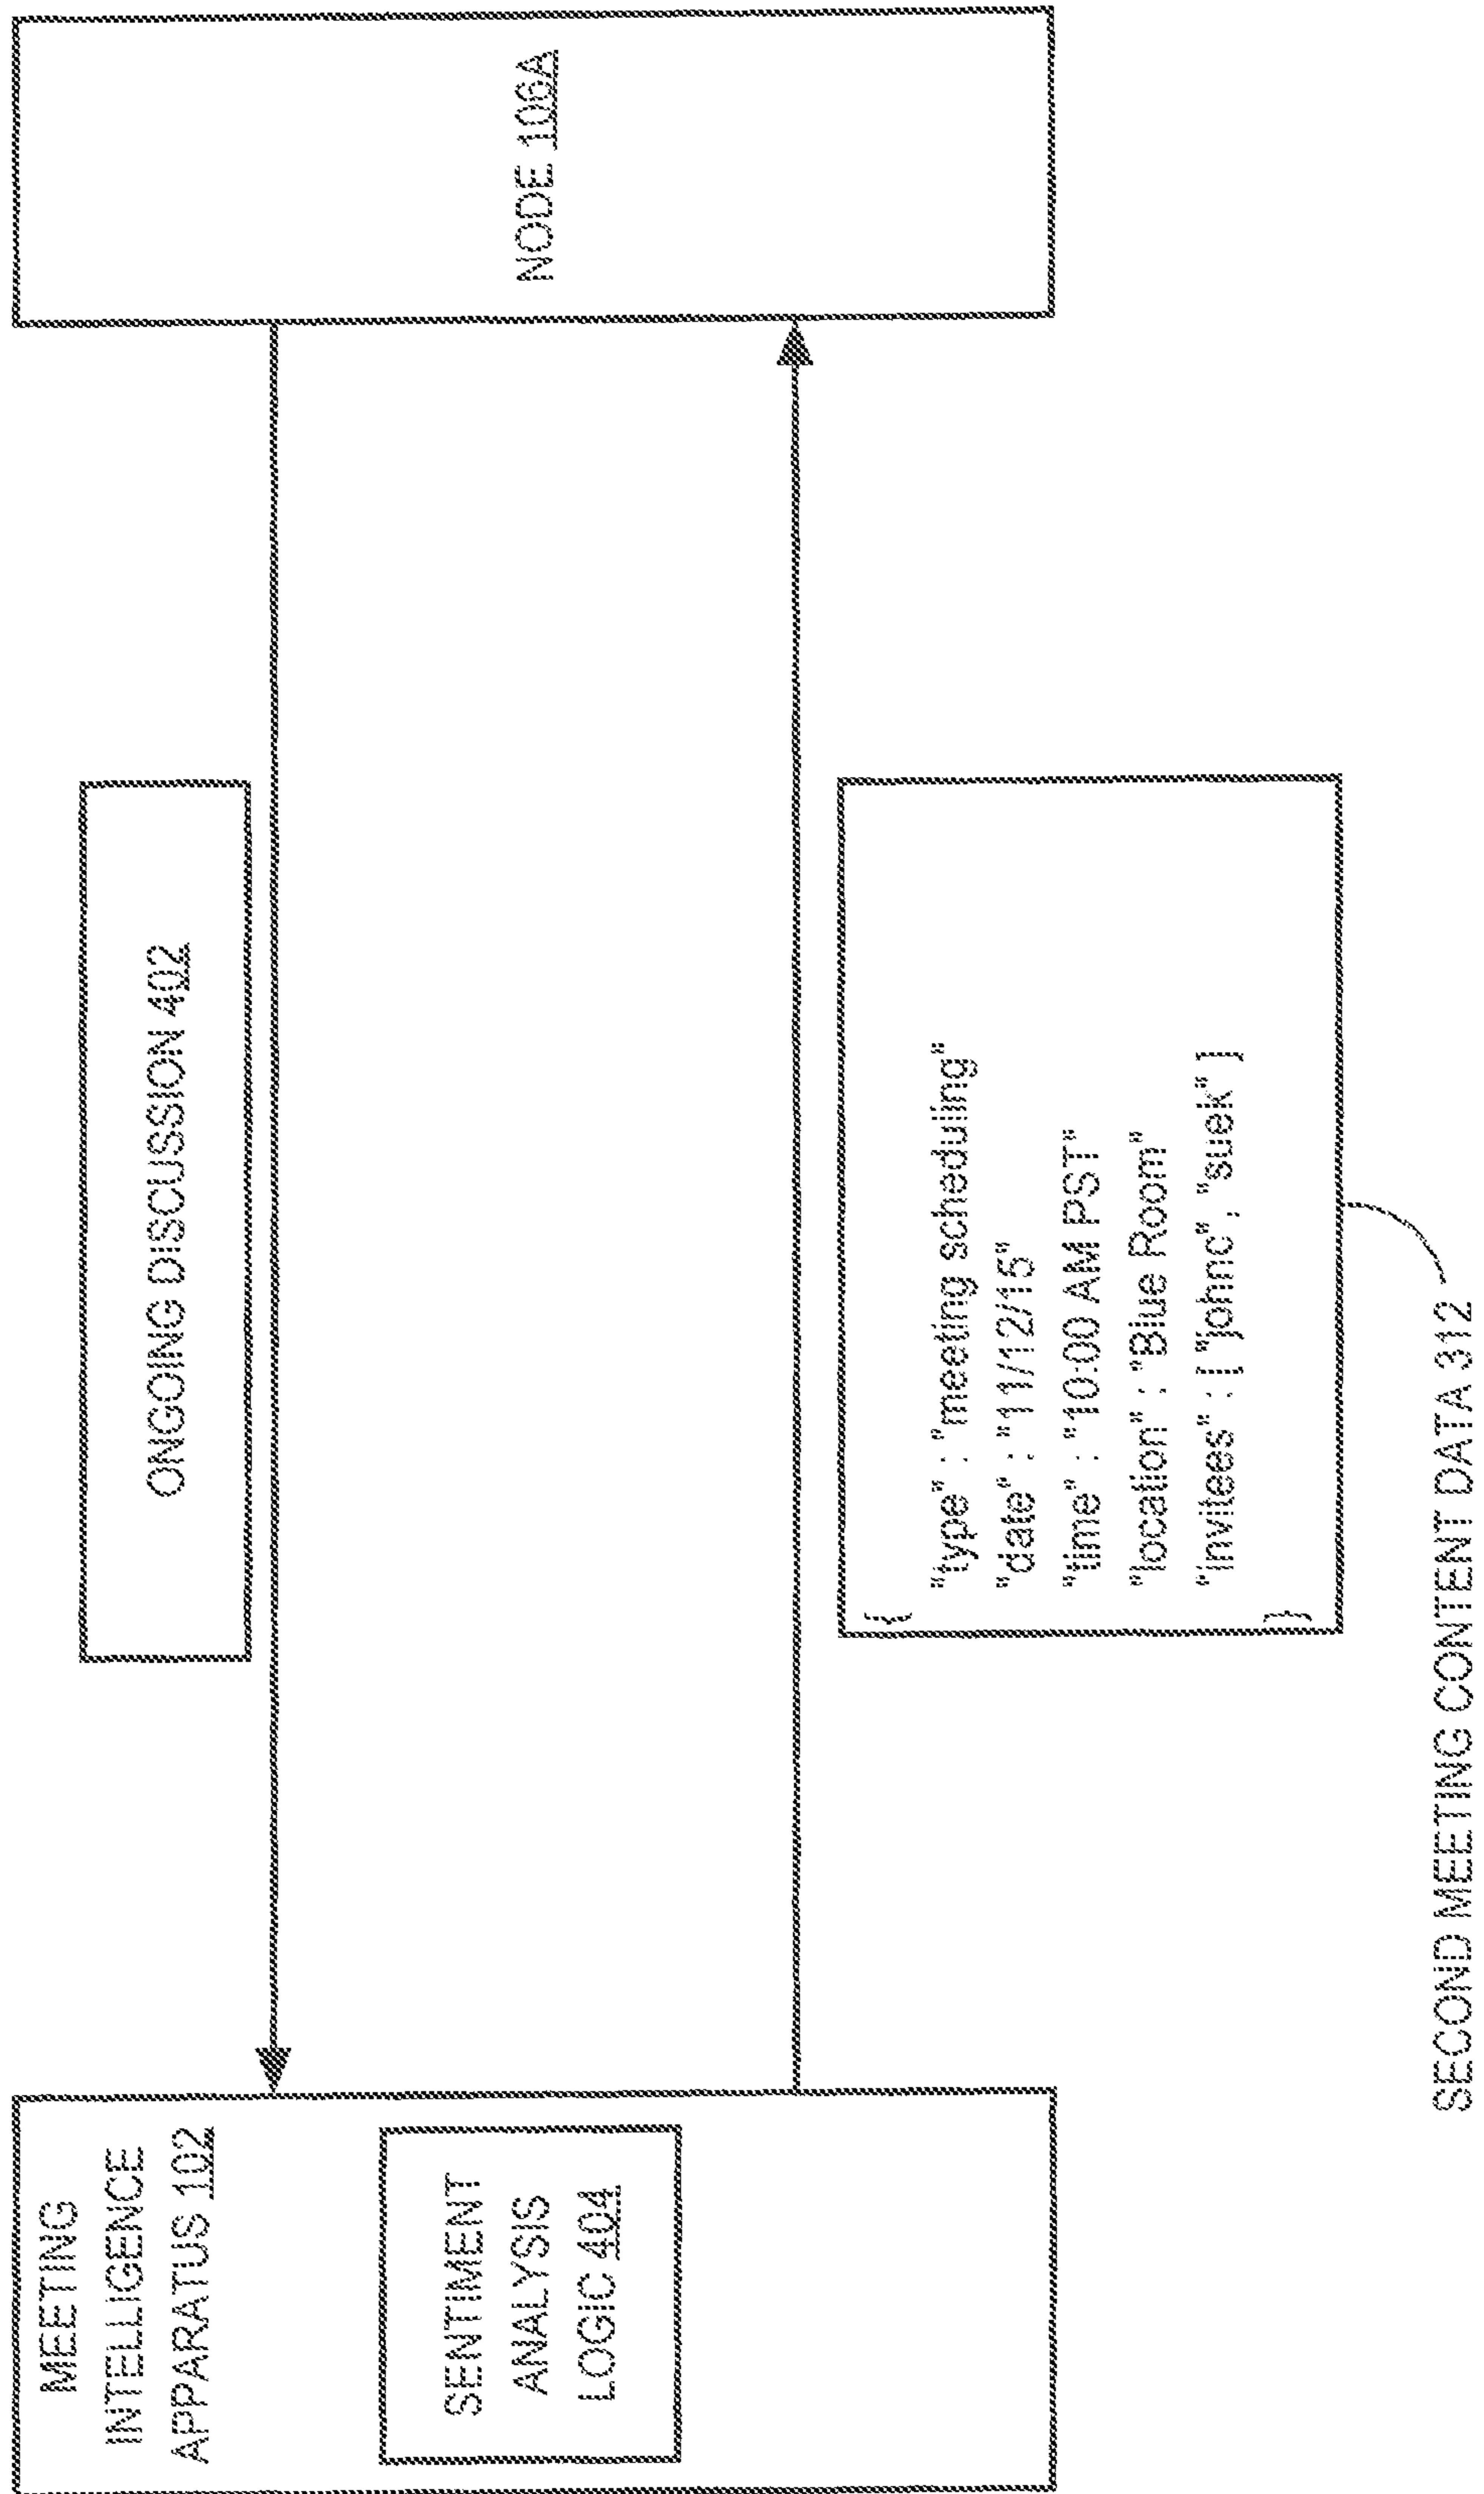 MEETING
INTELLIGENCE
APPARATUS 102
SENTIMENT
ANALYSIS
LOGIC 404
ONGOING DISCUSSION 402
NODE 106A
{
"type" : "meeting scheduling"
"date" : "11/12/15"
"time" : "10:00 AM PST"
"location" : "Blue Room"
"invitees" : [ "johnc", "suek" ]
}
SECOND MEETING CONTENT DATA 312